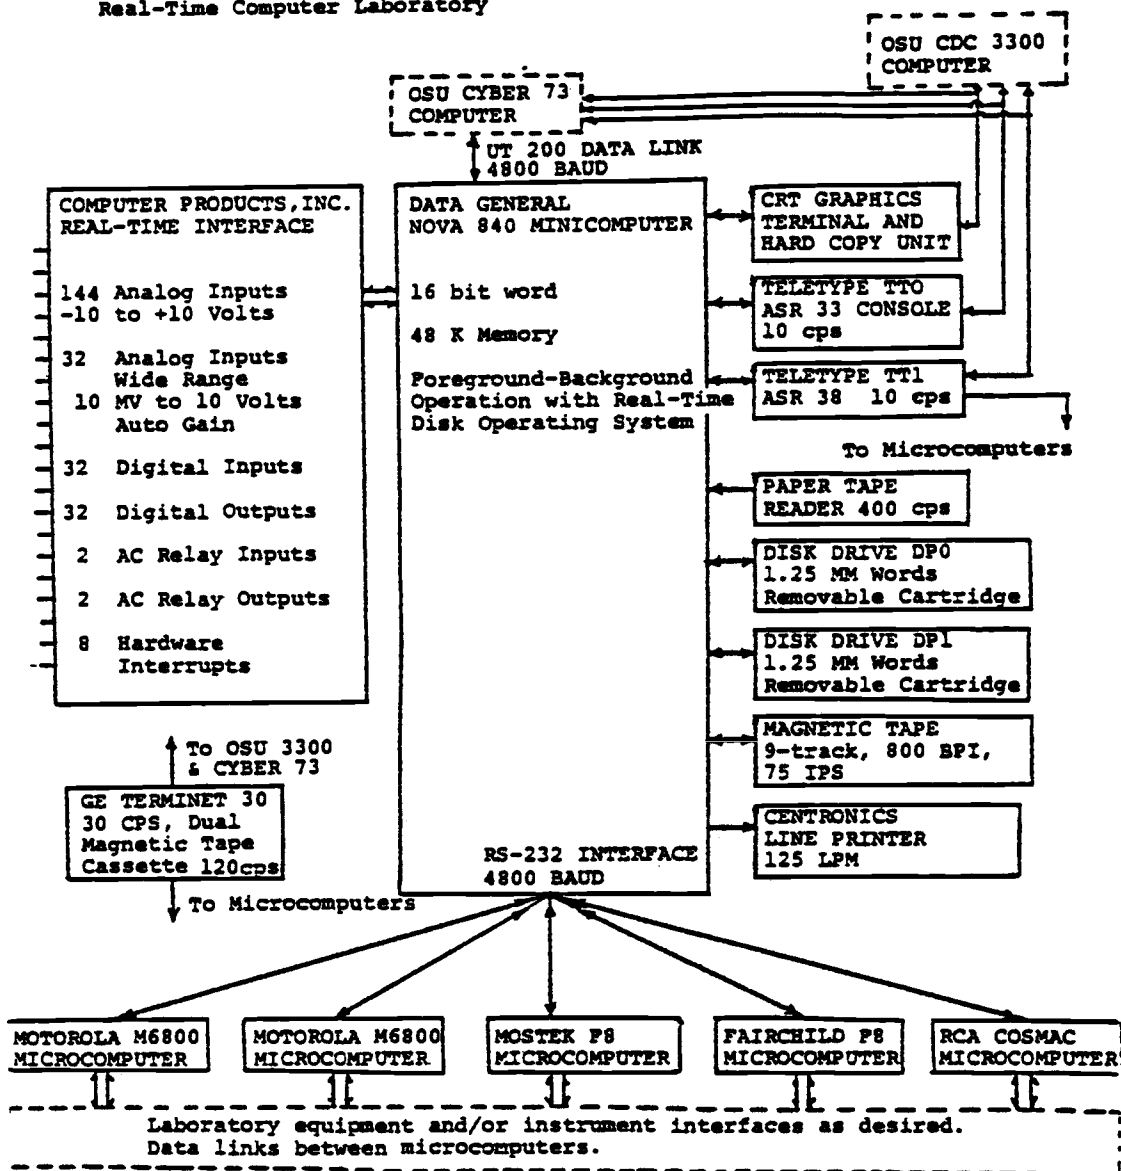 Real-Time Computer Laboratory
OSU CDC 3300
COMPUTER
OSU CYBER 73
COMPUTER
UT 200 DATA LINK
4800 BAUD
COMPUTER PRODUCTS, INC.
REAL-TIME INTERFACE
144 Analog Inputs
-10 to +10 Volts
32 Analog Inputs
Wide Range
10 MV to 10 Volts
Auto Gain
32 Digital Inputs
32 Digital Outputs
2 AC Relay Inputs
2 AC Relay Outputs
8 Hardware
Interrupts
DATA GENERAL
NOVA 840 MINICOMPUTER
16 bit word
48 K Memory
Foreground-Background
Operation with Real-Time
Disk Operating System
RS-232 INTERFACE
4800 BAUD
CRT GRAPHICS
TERMINAL AND
HARD COPY UNIT
TELETYPE TTO
ASR 33 CONSOLE
10 cps
TELETYPE TT1
ASR 38 10 cps
To Microcomputers
PAPER TAPE
READER 400 cps
DISK DRIVE DP0
1.25 MM Words
Removable Cartridge
DISK DRIVE DP1
1.25 MM Words
Removable Cartridge
MAGNETIC TAPE
9-track, 800 BPI,
75 IPS
CENTRONICS
LINE PRINTER
125 LPM
To OSU 3300
& CYBER 73
GE TERMINET 30
30 CPS, Dual
Magnetic Tape
Cassette 120cps
To Microcomputers
MOTOROLA M6800
MICROCOMPUTER
MOTOROLA M6800
MICROCOMPUTER
MOSTEK F8
MICROCOMPUTER
FAIRCHILD F8
MICROCOMPUTER
RCA COSMAC
MICROCOMPUTER
Laboratory equipment and/or instrument interfaces as desired.
Data links between microcomputers.